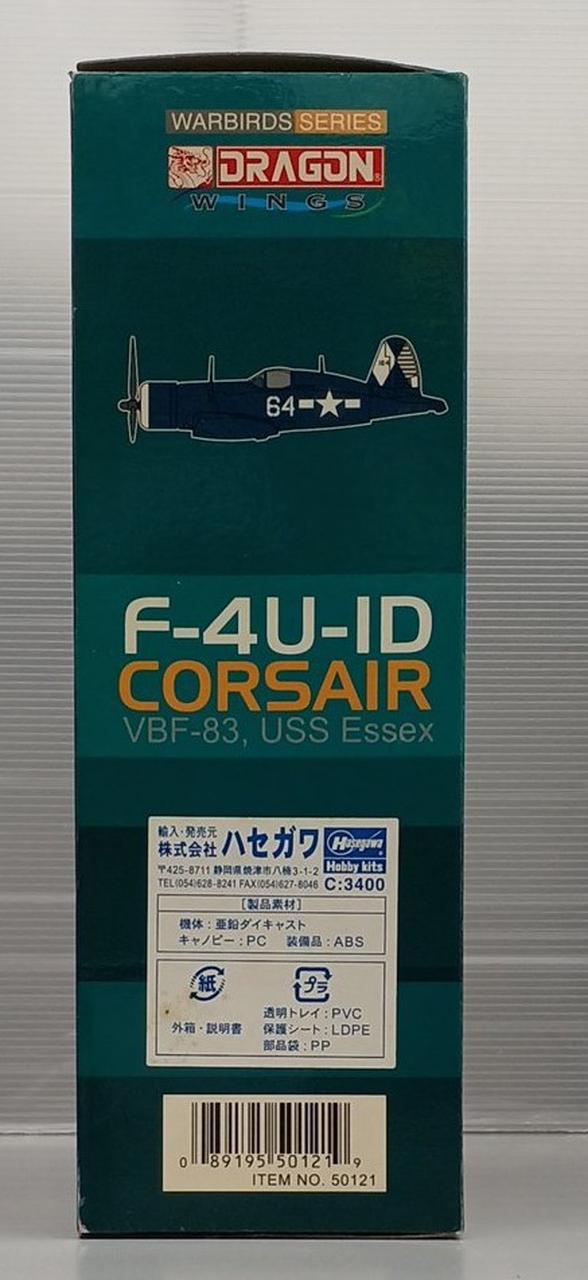 WARBIRDS SERIES
DRAGON
WINGS
64
F-4U-1D
CORSAIR
VBF-83, USS Essex
輸入・発売元
株式会社 ハセガワ
Hasegawa
Hobby kits
〒425-8711 静岡県焼津市八楠3-1-2
TEL(054)628-8241 FAX(054)627-8046
C:3400
[製品素材]
機体:亜鉛ダイキャスト
キャノピー:PC 装備品:ABS
紙
外箱・説明書
プラ
透明トレイ:PVC
保護シート:LDPE
部品袋:PP
0 89195 50121 9
ITEM NO. 50121